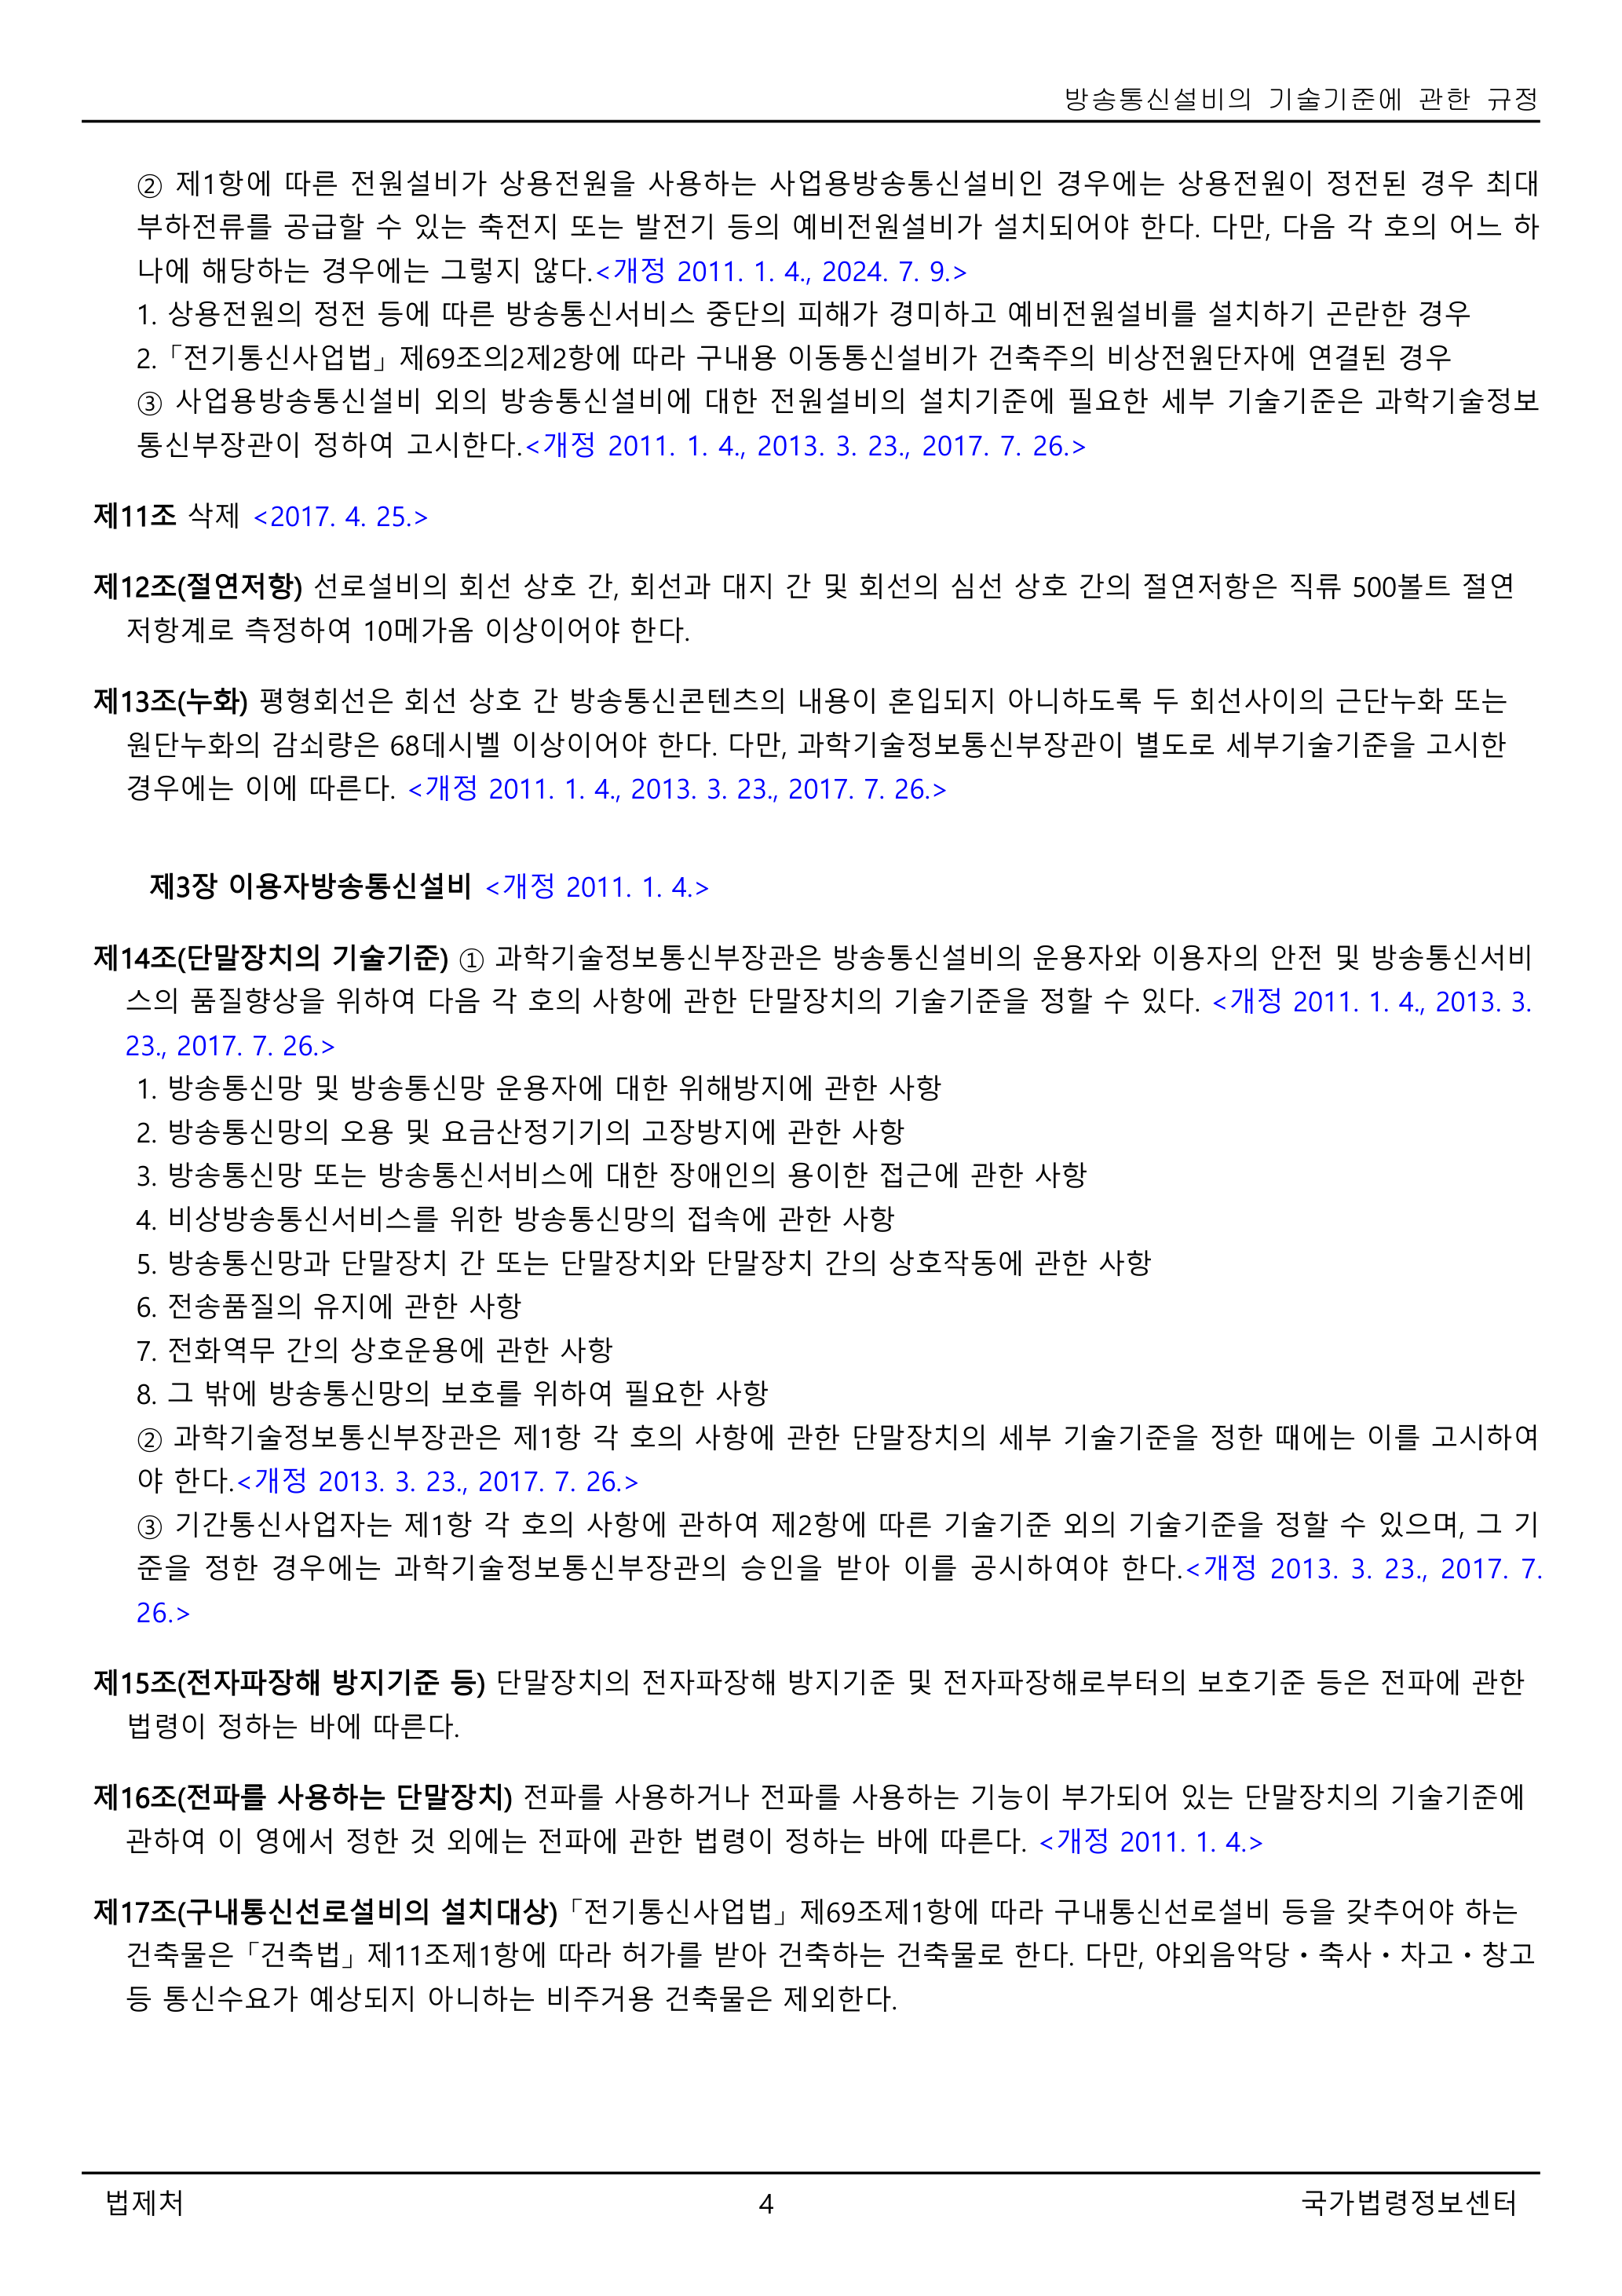 방송통신설비의 기술기준에 관한 규정
② 제1항에 따른 전원설비가 상용전원을 사용하는 사업용방송통신설비인 경우에는 상용전원이 정전된 경우 최대
부하전류를 공급할 수 있는 축전지 또는 발전기 등의 예비전원설비가 설치되어야 한다. 다만, 다음 각 호의 어느 하
나에 해당하는 경우에는 그렇지 않다.<개정 2011. 1. 4., 2024. 7. 9.>
1. 상용전원의 정전 등에 따른 방송통신서비스 중단의 피해가 경미하고 예비전원설비를 설치하기 곤란한 경우
2.「전기통신사업법」제69조의2제2항에 따라 구내용 이동통신설비가 건축주의 비상전원단자에 연결된 경우
③ 사업용방송통신설비 외의 방송통신설비에 대한 전원설비의 설치기준에 필요한 세부 기술기준은 과학기술정보
통신부장관이 정하여 고시한다.<개정 2011. 1. 4., 2013. 3. 23., 2017. 7. 26.>
제11조 삭제 <2017. 4. 25.>
제12조(절연저항) 선로설비의 회선 상호 간, 회선과 대지 간 및 회선의 심선 상호 간의 절연저항은 직류 500볼트 절연
저항계로 측정하여 10메가옴 이상이어야 한다.
제13조(누화) 평형회선은 회선 상호 간 방송통신콘텐츠의 내용이 혼입되지 아니하도록 두 회선사이의 근단누화 또는
원단누화의 감쇠량은 68데시벨 이상이어야 한다. 다만, 과학기술정보통신부장관이 별도로 세부기술기준을 고시한
경우에는 이에 따른다. <개정 2011. 1. 4., 2013. 3. 23., 2017. 7. 26.>
제3장 이용자방송통신설비 <개정 2011. 1. 4.>
제14조(단말장치의 기술기준) ① 과학기술정보통신부장관은 방송통신설비의 운용자와 이용자의 안전 및 방송통신서비
스의 품질향상을 위하여 다음 각 호의 사항에 관한 단말장치의 기술기준을 정할 수 있다. <개정 2011. 1. 4., 2013. 3.
23., 2017. 7. 26.>
1. 방송통신망 및 방송통신망 운용자에 대한 위해방지에 관한 사항
2. 방송통신망의 오용 및 요금산정기기의 고장방지에 관한 사항
3. 방송통신망 또는 방송통신서비스에 대한 장애인의 용이한 접근에 관한 사항
4. 비상방송통신서비스를 위한 방송통신망의 접속에 관한 사항
5. 방송통신망과 단말장치 간 또는 단말장치와 단말장치 간의 상호작동에 관한 사항
6. 전송품질의 유지에 관한 사항
7. 전화역무 간의 상호운용에 관한 사항
8. 그 밖에 방송통신망의 보호를 위하여 필요한 사항
② 과학기술정보통신부장관은 제1항 각 호의 사항에 관한 단말장치의 세부 기술기준을 정한 때에는 이를 고시하여
야 한다.<개정 2013. 3. 23., 2017. 7. 26.>
③ 기간통신사업자는 제1항 각 호의 사항에 관하여 제2항에 따른 기술기준 외의 기술기준을 정할 수 있으며, 그 기
준을 정한 경우에는 과학기술정보통신부장관의 승인을 받아 이를 공시하여야 한다.<개정 2013. 3. 23., 2017. 7.
26.>
제15조(전자파장해 방지기준 등) 단말장치의 전자파장해 방지기준 및 전자파장해로부터의 보호기준 등은 전파에 관한
법령이 정하는 바에 따른다.
제16조(전파를 사용하는 단말장치) 전파를 사용하거나 전파를 사용하는 기능이 부가되어 있는 단말장치의 기술기준에
관하여 이 영에서 정한 것 외에는 전파에 관한 법령이 정하는 바에 따른다. <개정 2011. 1. 4.>
제17조(구내통신선로설비의 설치대상)「전기통신사업법」제69조제1항에 따라 구내통신선로설비 등을 갖추어야 하는
건축물은「건축법」제11조제1항에 따라 허가를 받아 건축하는 건축물로 한다. 다만, 야외음악당ㆍ축사ㆍ차고ㆍ창고
등 통신수요가 예상되지 아니하는 비주거용 건축물은 제외한다.
법제처 4 국가법령정보센터